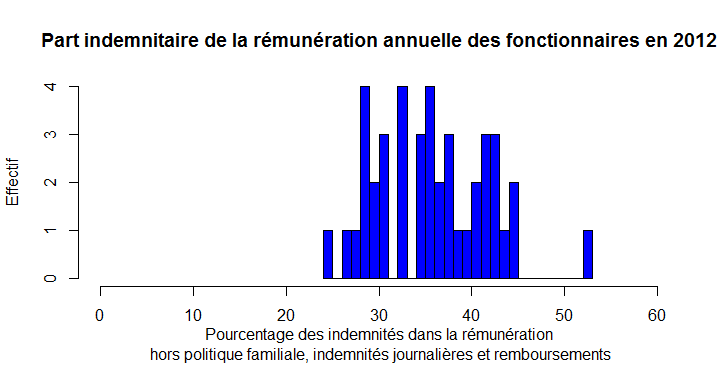 Part indemnitaire de la rémunération annuelle des fonctionnaires en 2012
4
3
2
1
0
Effectif
0 10 20 30 40 50 60
Pourcentage des indemnités dans la rémunération
hors politique familiale, indemnités journalières et remboursements